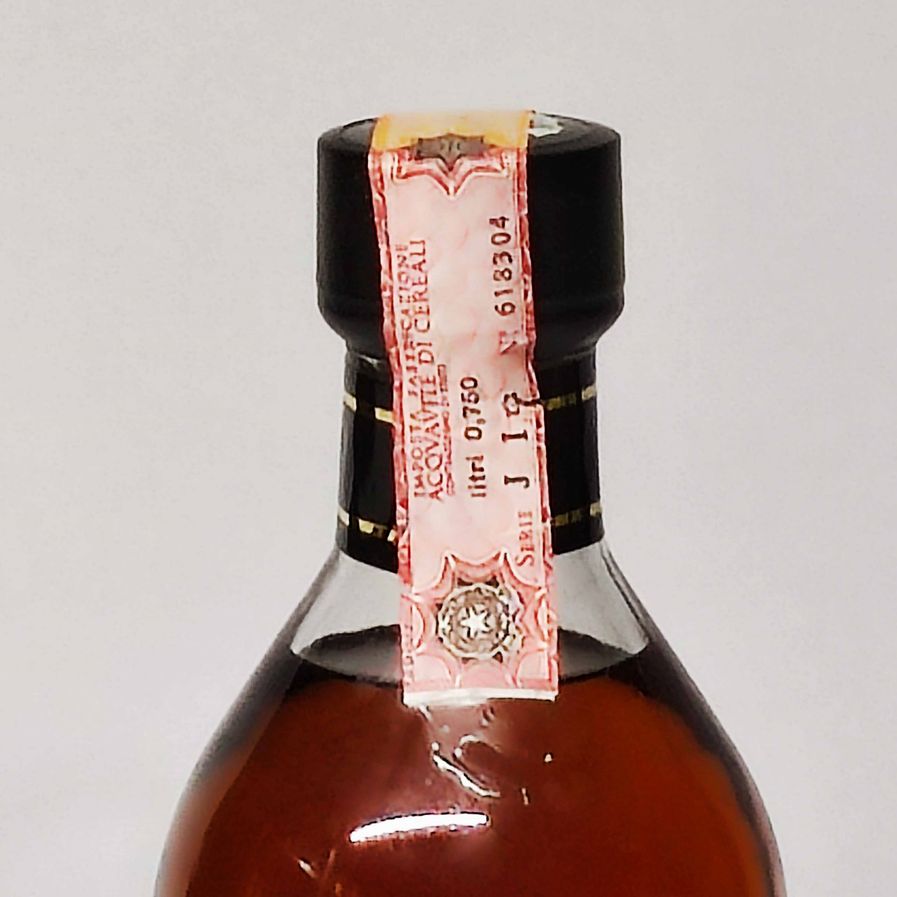 IMPOSTA FABBRICAZIONE
ACQUAVITE DI CEREALI
litri 0,750
SERIE J I
N 618304